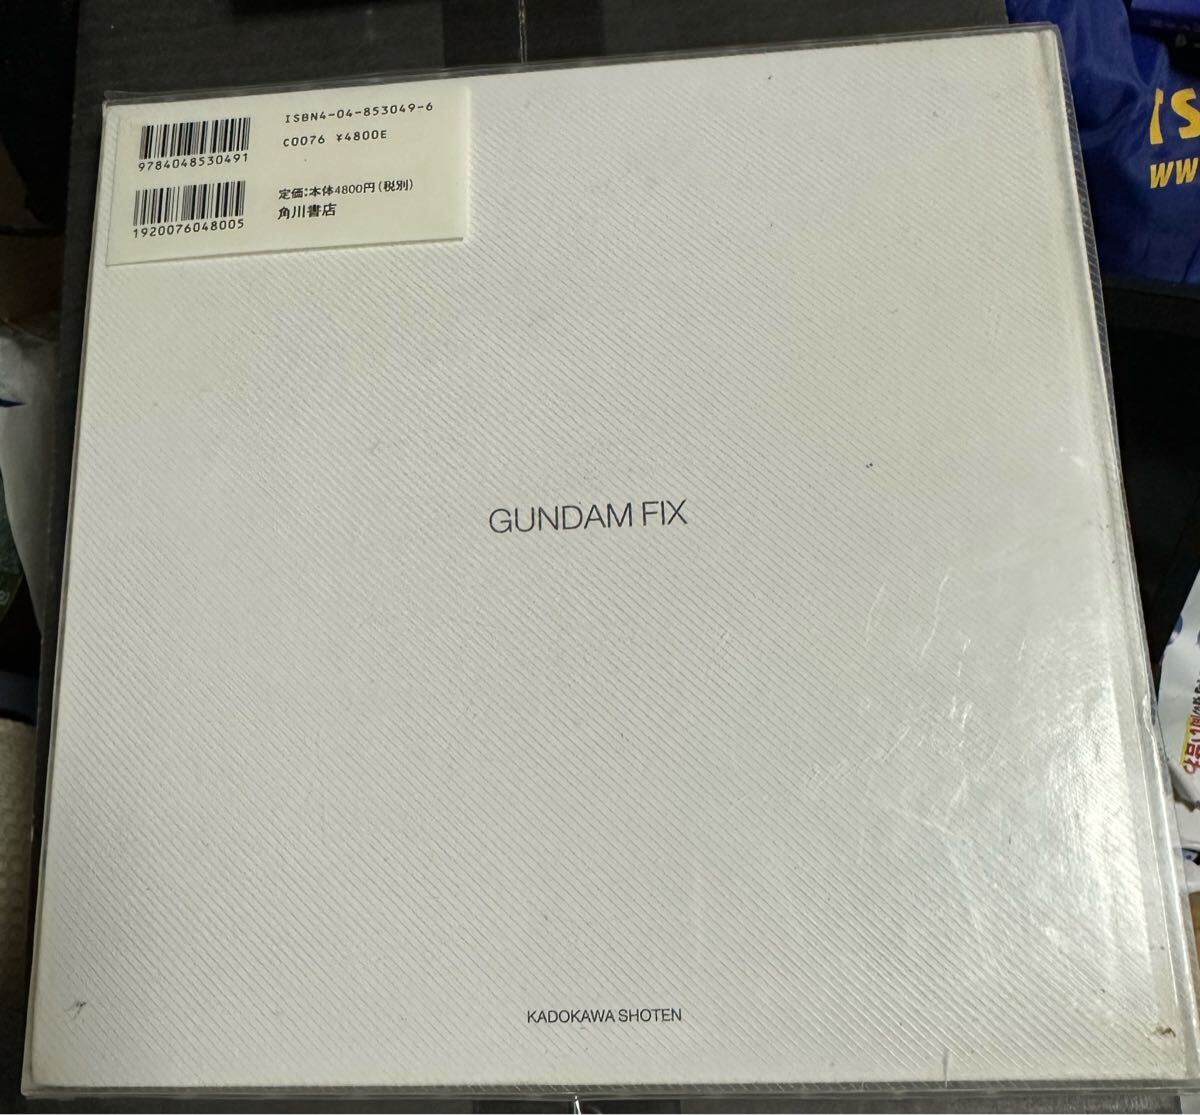 ISBN4-04-853049-6
C0076 ¥4800E
9784048530491
定価:本体4800円(税別)
角川書店
1920076048005
GUNDAM FIX
KADOKAWA SHOTEN